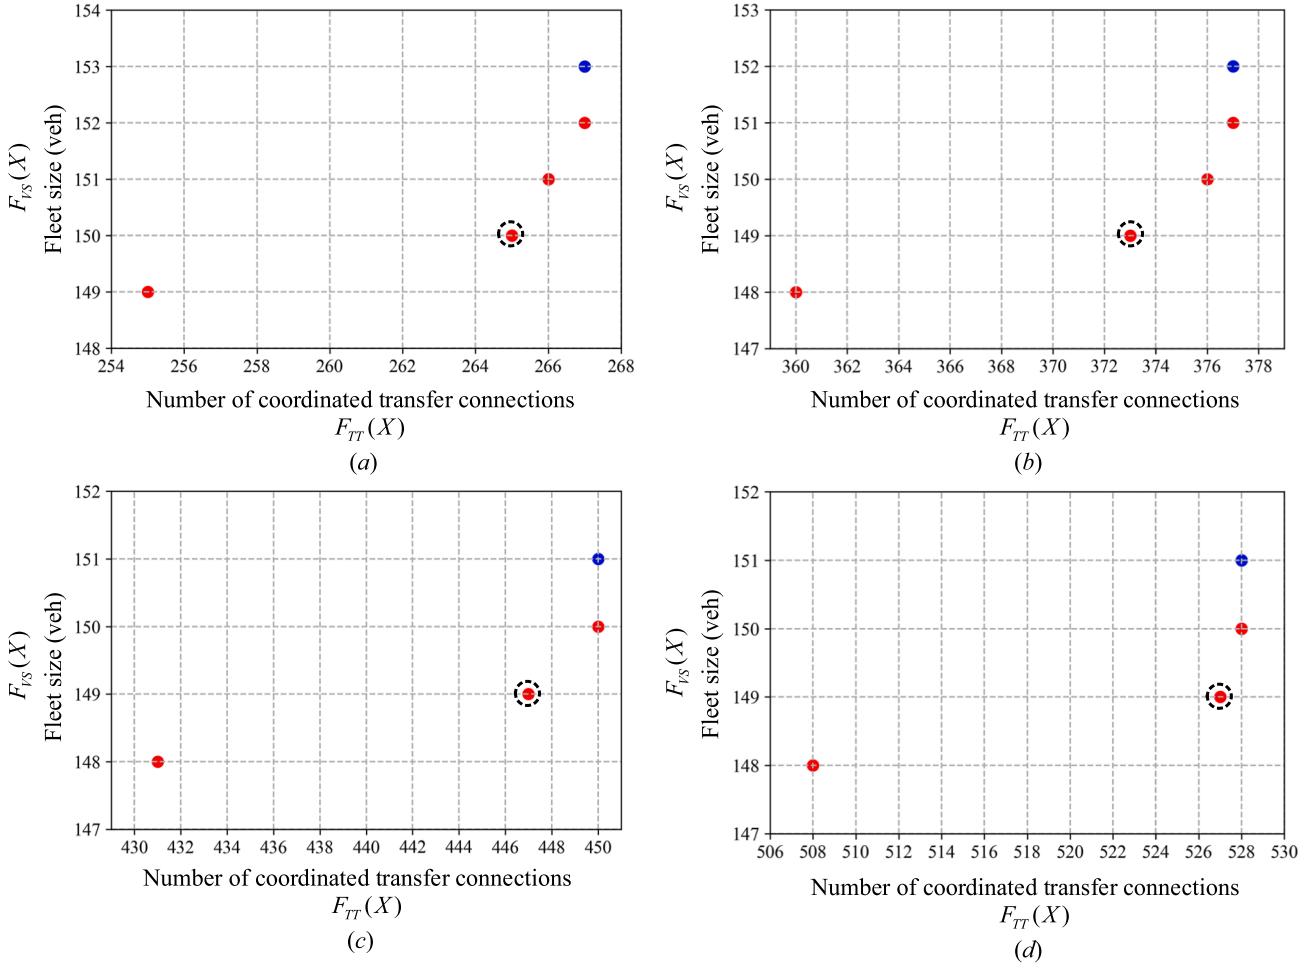 154
153
152
151
150
149
148
254 256 258 260 262 264 266 268
F_VS (X)
Fleet size (veh)
Number of coordinated transfer connections
F_TT (X)
(a)
153
152
151
150
149
148
147
360 362 364 366 368 370 372 374 376 378
F_VS (X)
Fleet size (veh)
Number of coordinated transfer connections
F_TT (X)
(b)
152
151
150
149
148
147
430 432 434 436 438 440 442 444 446 448 450
F_VS (X)
Fleet size (veh)
Number of coordinated transfer connections
F_TT (X)
(c)
152
151
150
149
148
147
506 508 510 512 514 516 518 520 522 524 526 528 530
F_VS (X)
Fleet size (veh)
Number of coordinated transfer connections
F_TT (X)
(d)